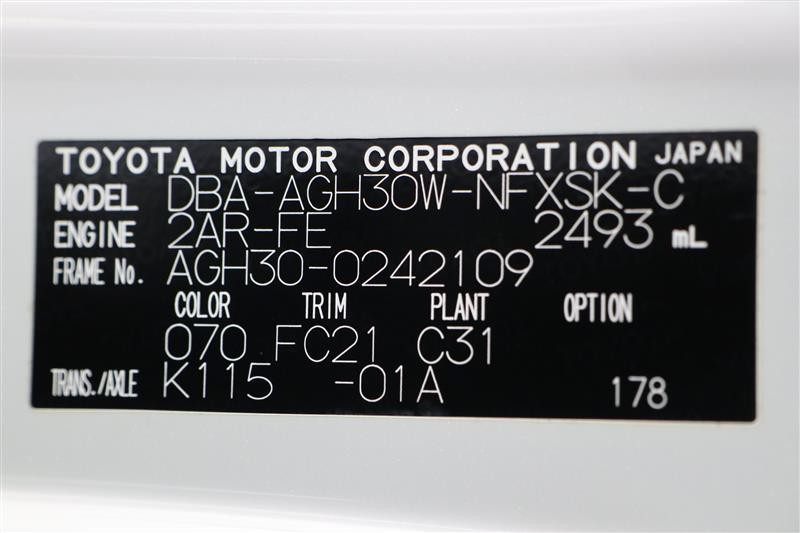 TOYOTA MOTOR CORPORATION JAPAN
MODEL DBA-AGH30W-NFXSK-C
ENGINE 2AR-FE 2493 mL
FRAME No. AGH30-0242109
COLOR TRIM PLANT OPTION
070 FC21 C31
TRANS./AXLE K115 -01A 178